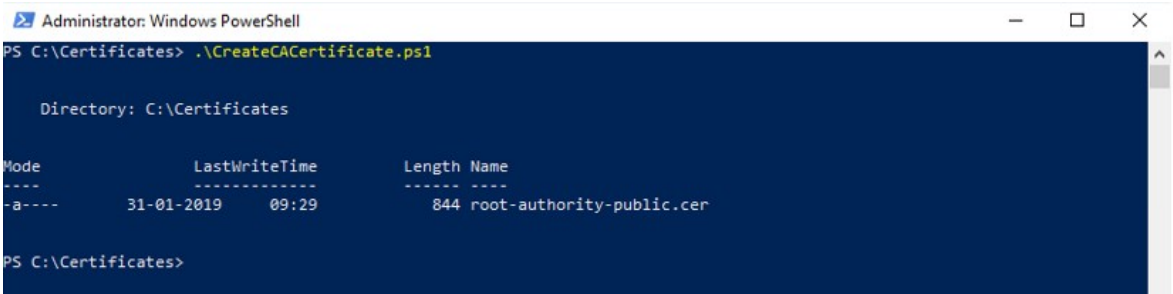 Administrator: Windows PowerShell
PS C:\Certificates> .\CreateCACertificate.ps1
Directory: C:\Certificates
Mode LastWriteTime Length Name
---- ------------- ------ ----
-a---- 31-01-2019 09:29 844 root-authority-public.cer
PS C:\Certificates>